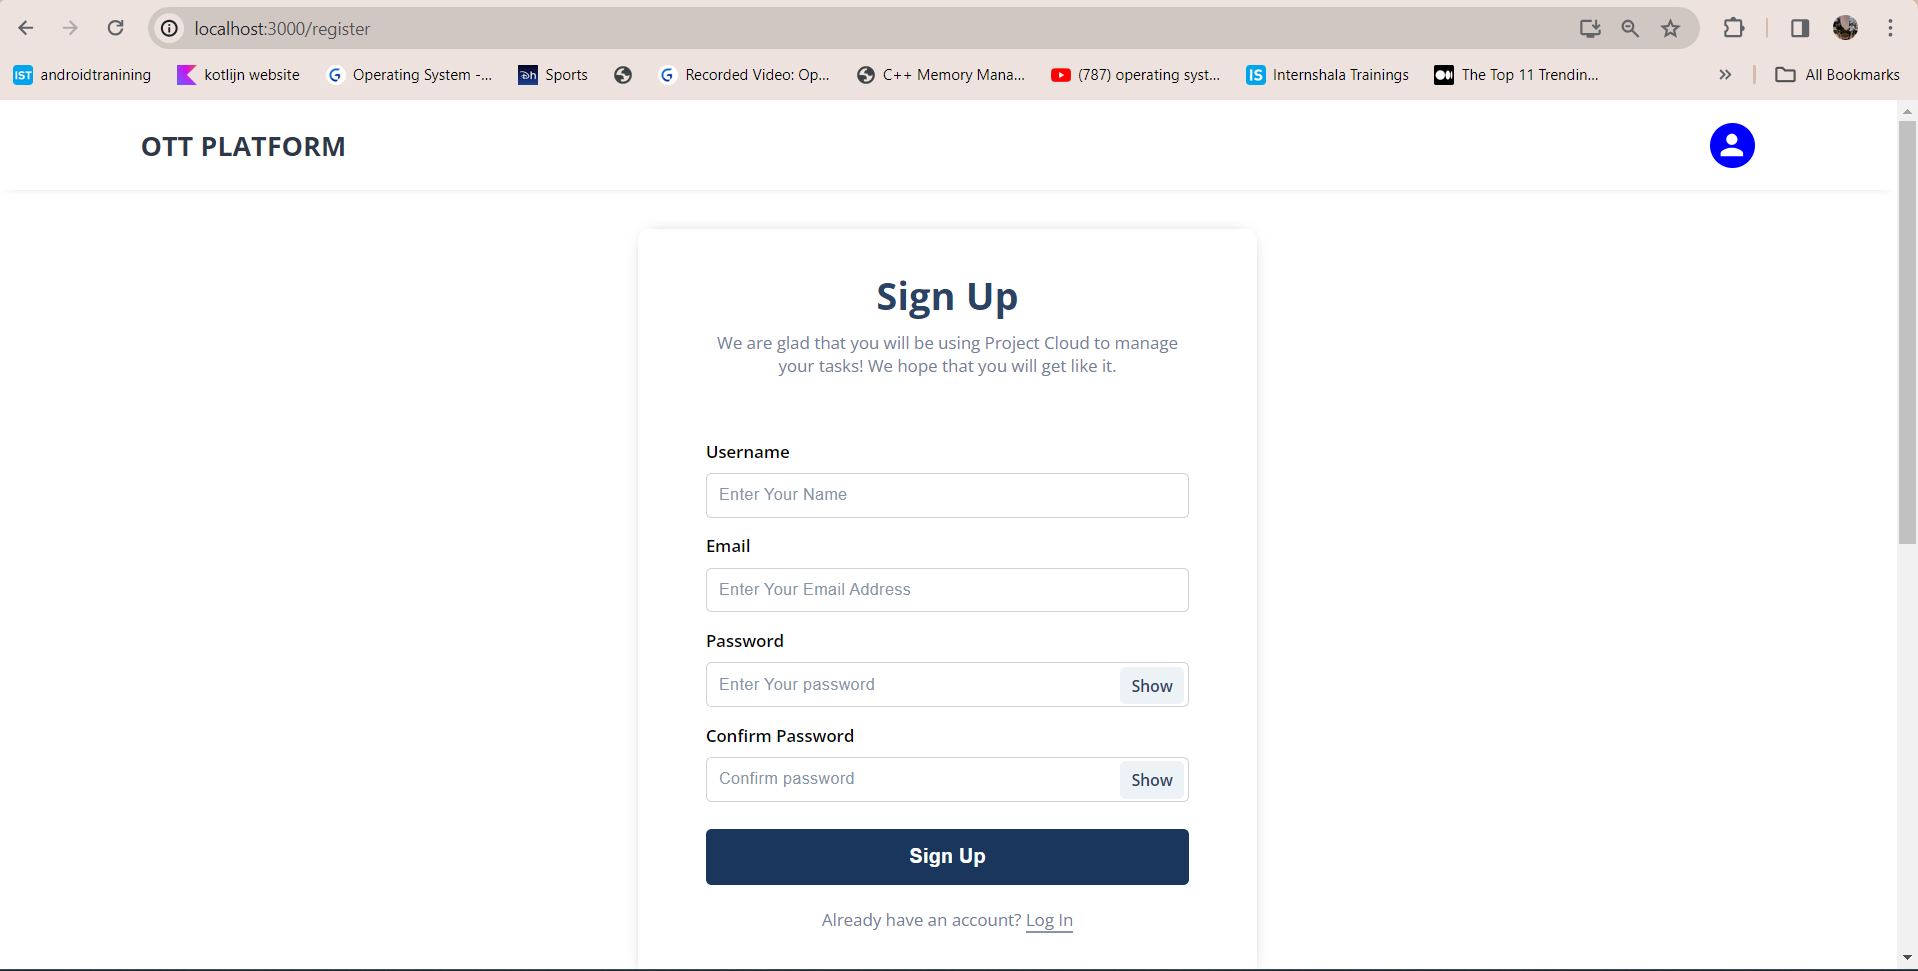 localhost:3000/register
IST androidtranining
kotlijn website
G Operating System -...
Sports
G Recorded Video: Op...
C++ Memory Mana...
(787) operating syst...
IS Internshala Trainings
The Top 11 Trendin...
All Bookmarks
OTT PLATFORM
Sign Up
We are glad that you will be using Project Cloud to manage
your tasks! We hope that you will get like it.
Username
Enter Your Name
Email
Enter Your Email Address
Password
Enter Your password Show
Confirm Password
Confirm password Show
Sign Up
Already have an account? Log In